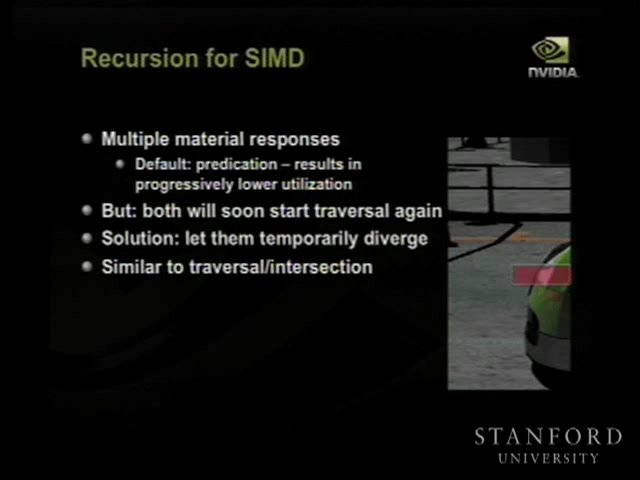 Recursion for SIMD
NVIDIA
Multiple material responses
Default: predication – results in
progressively lower utilization
But: both will soon start traversal again
Solution: let them temporarily diverge
Similar to traversal/intersection
STANFORD
UNIVERSITY